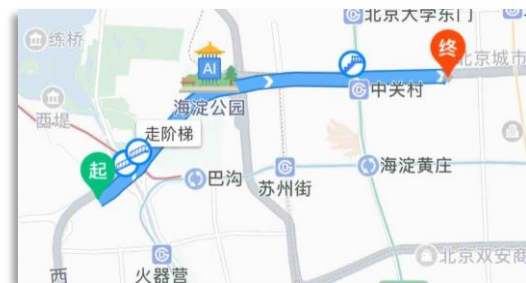 北京大学东门
练桥
终
北京城市
AI
中关村
海淀公园
西堤
走阶梯
起
巴沟
苏州街
海淀黄庄
北京双安商
西
火器营